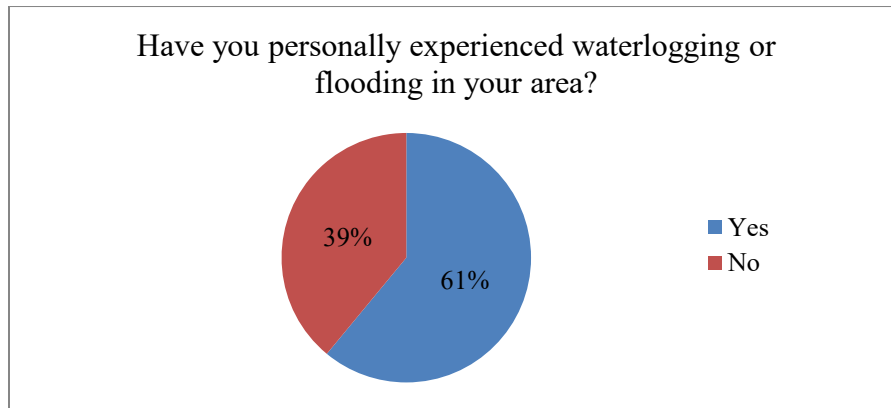 Have you personally experienced waterlogging or
flooding in your area?
39%
61%
Yes
No